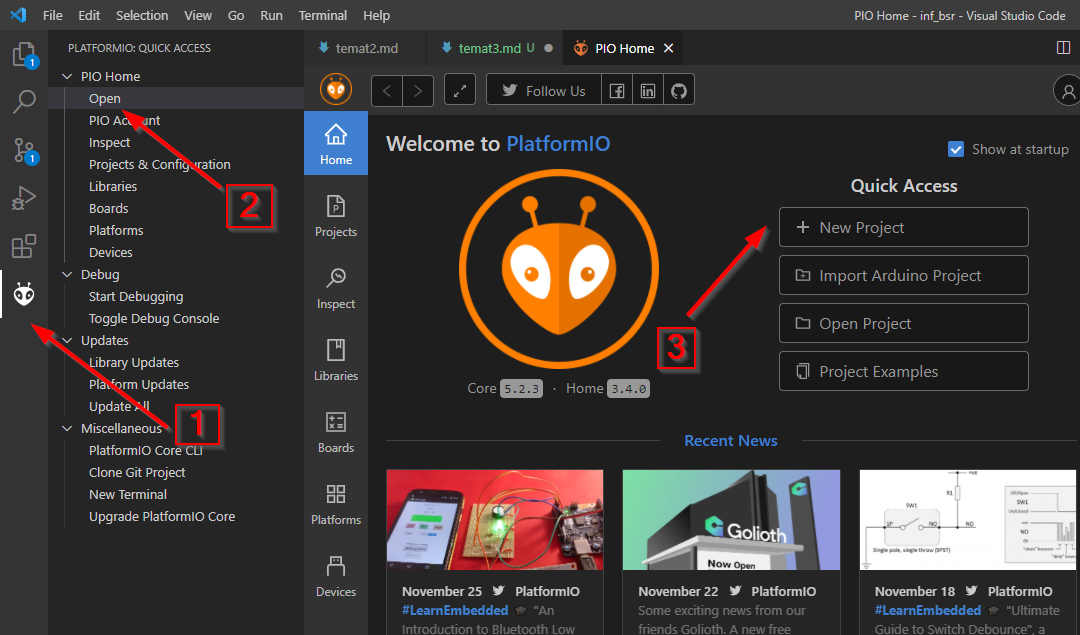 File Edit Selection View Go Run Terminal Help PIO Home - inf_bsr - Visual Studio Code
PLATFORMIO: QUICK ACCESS
temat2.md temat3.md U PIO Home
1
PIO Home
Open
PIO Account
Inspect
Projects & Configuration
Libraries
Boards
Platforms
Devices
Debug
Start Debugging
Toggle Debug Console
Updates
Library Updates
Platform Updates
Update All
Miscellaneous
PlatformIO Core CLI
Clone Git Project
New Terminal
Upgrade PlatformIO Core
1
2
1
Follow Us
Home
Projects
Inspect
Libraries
Boards
Platforms
Devices
Welcome to PlatformIO
Show at startup
Quick Access
New Project
Import Arduino Project
Open Project
Project Examples
3
Core 5.2.3 · Home 3.4.0
Recent News
Golioth
Now Open
+VE
R1
SW1
1P NO NO
Single pole, single throw (SPST)
SW1
NO
November 25 PlatformIO
#LearnEmbedded "An
Introduction to Bluetooth Low
November 22 PlatformIO
Some exciting news from our
friends Golioth. A new free
November 18 PlatformIO
#LearnEmbedded "Ultimate
Guide to Switch Debounce", a